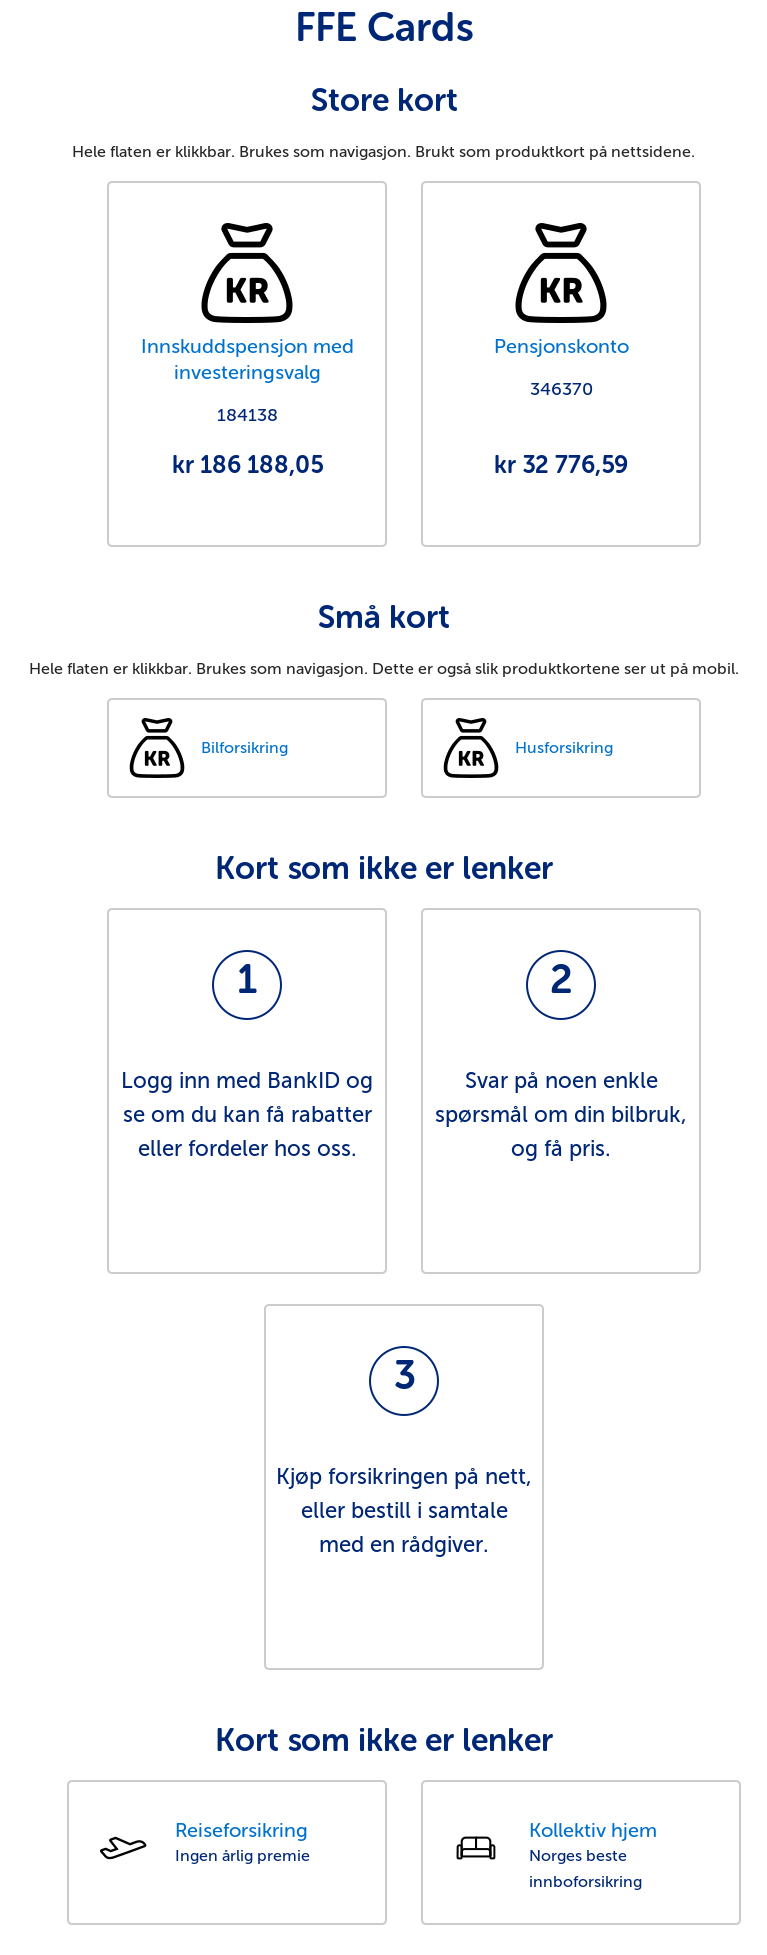 FFE Cards
Store kort
Hele flaten er klikkbar. Brukes som navigasjon. Brukt som produktkort på nettsidene.
KR
Innskuddspensjon med
investeringsvalg
184138
kr 186 188,05
KR
Pensjonskonto
346370
kr 32 776,59
Små kort
Hele flaten er klikkbar. Brukes som navigasjon. Dette er også slik produktkortene ser ut på mobil.
KR
Bilforsikring
KR
Husforsikring
Kort som ikke er lenker
1
Logg inn med BankID og
se om du kan få rabatter
eller fordeler hos oss.
2
Svar på noen enkle
spørsmål om din bilbruk,
og få pris.
3
Kjøp forsikringen på nett,
eller bestill i samtale
med en rådgiver.
Kort som ikke er lenker
Reiseforsikring
Ingen årlig premie
Kollektiv hjem
Norges beste
innboforsikring